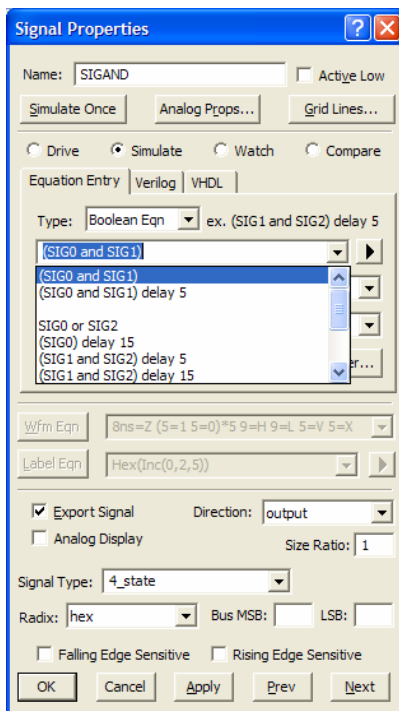 Signal Properties
Name: SIGAND Active Low
Simulate Once Analog Props... Grid Lines...
Drive Simulate Watch Compare
Equation Entry Verilog VHDL
Type: Boolean Eqn ex. (SIG1 and SIG2) delay 5
(SIG0 and SIG1)
(SIG0 and SIG1)
(SIG0 and SIG1) delay 5
SIG0 or SIG2
(SIG0) delay 15
(SIG1 and SIG2) delay 5
(SIG1 and SIG2) delay 15
Wfm Eqn 8ns=Z (5=1 5=0)*5 9=H 9=L 5=V 5=X
Label Eqn Hex(Inc(0,2,5))
Export Signal Direction: output
Analog Display Size Ratio: 1
Signal Type: 4_state
Radix: hex Bus MSB: LSB:
Falling Edge Sensitive Rising Edge Sensitive
OK Cancel Apply Prev Next